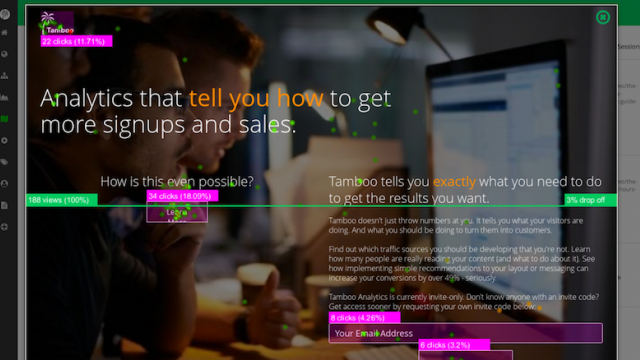 Tamboo
22 clicks (11.71%)
Session
Analytics that tell you how to get
more signups and sales.
How is this even possible?
34 clicks (18.09%)
Learn
More
188 views (100%)
3% drop off
Tamboo tells you exactly what you need to do
to get the results you want.
Tamboo doesn't just throw numbers at you. It tells you what your visitors are
doing. And what you should be doing to turn them into customers.
Find out which traffic sources you should be developing that you're not. Learn
how many people are really reading your content (and what to do about it). See
how implementing simple recommendations to your layout or messaging can
increase your conversions by over 49% - seriously.
Tamboo Analytics is currently invite-only. Don't know anyone with an invite code?
Get access sooner by requesting your own invite code below:
8 clicks (4.26%)
Your Email Address
6 clicks (3.2%)